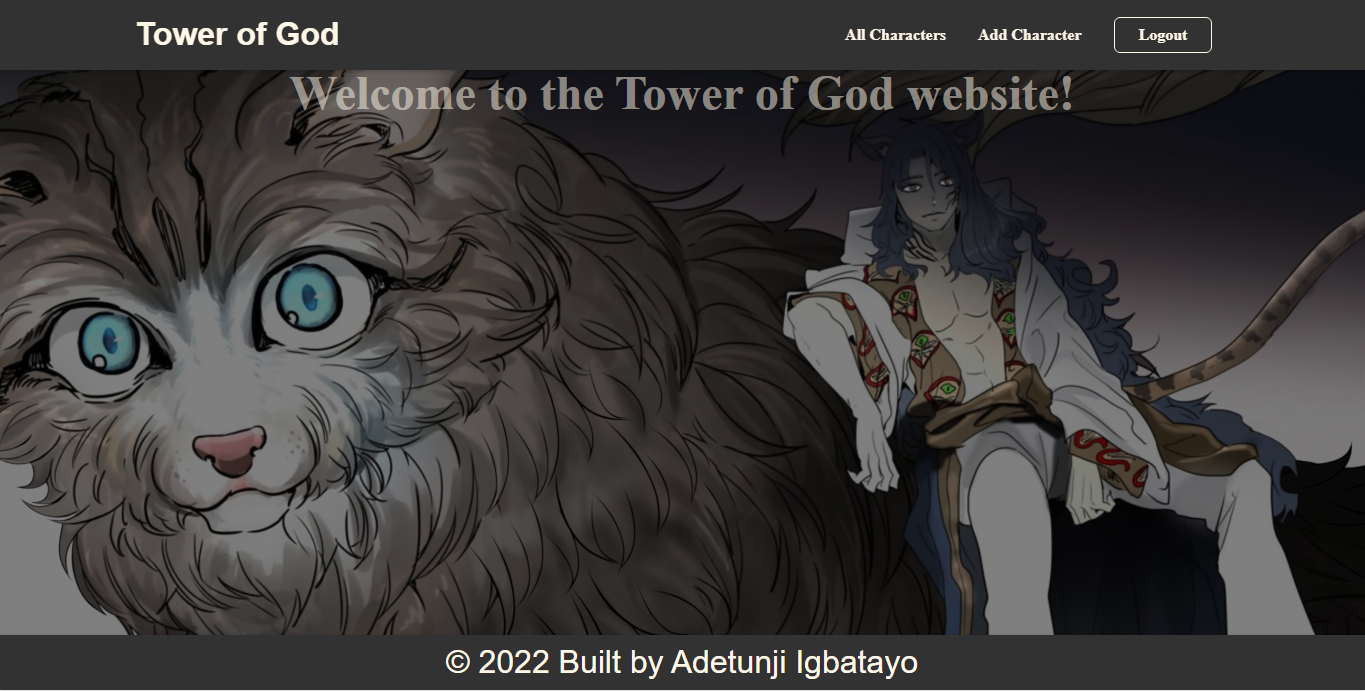 Tower of God
All Characters
Add Character
Logout
Welcome to the Tower of God website!
© 2022 Built by Adetunji Igbatayo